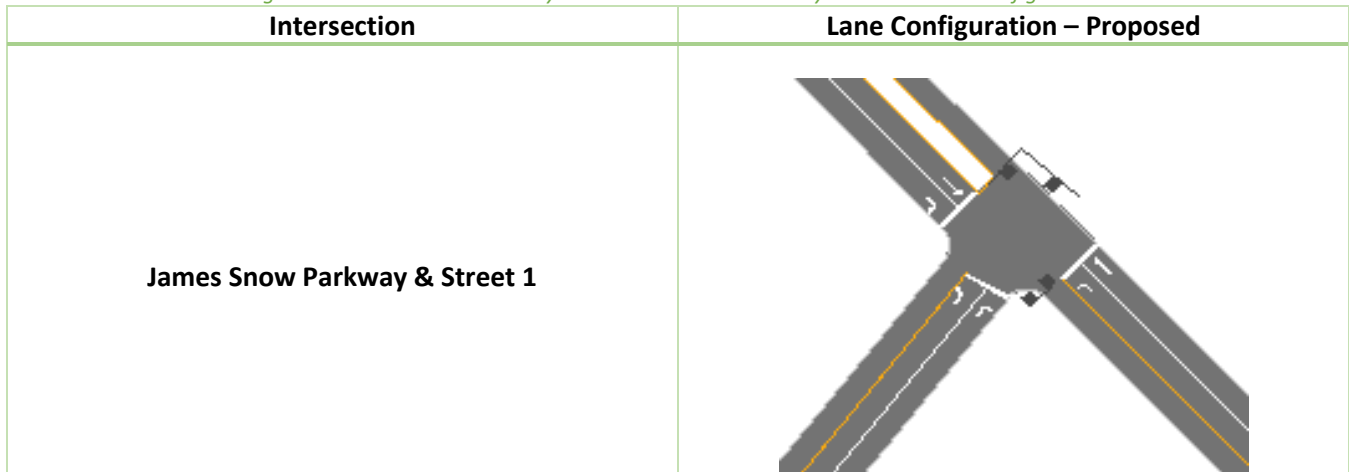 Intersection
Lane Configuration – Proposed
James Snow Parkway & Street 1